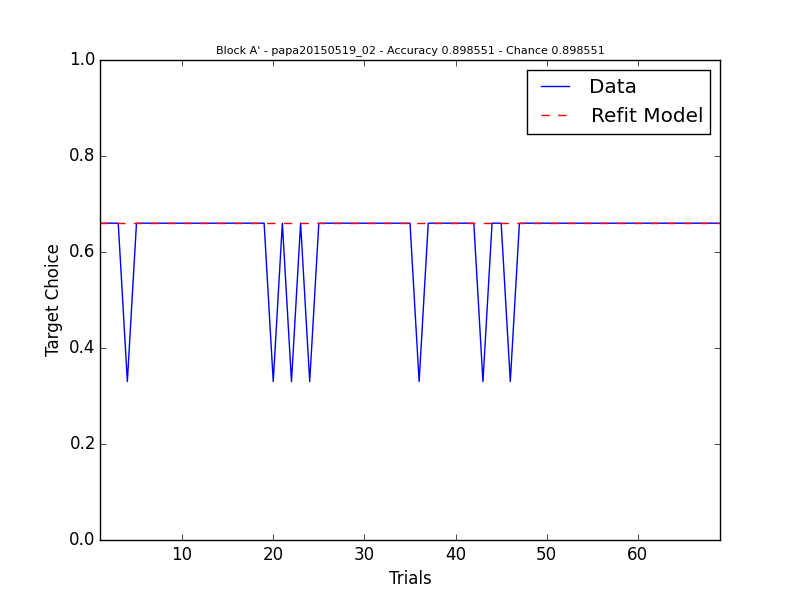 Block A' - papa20150519_02 - Accuracy 0.898551 - Chance 0.898551
Data
Refit Model
1.0
0.8
0.6
0.4
0.2
0.0
Target Choice
10 20 30 40 50 60
Trials